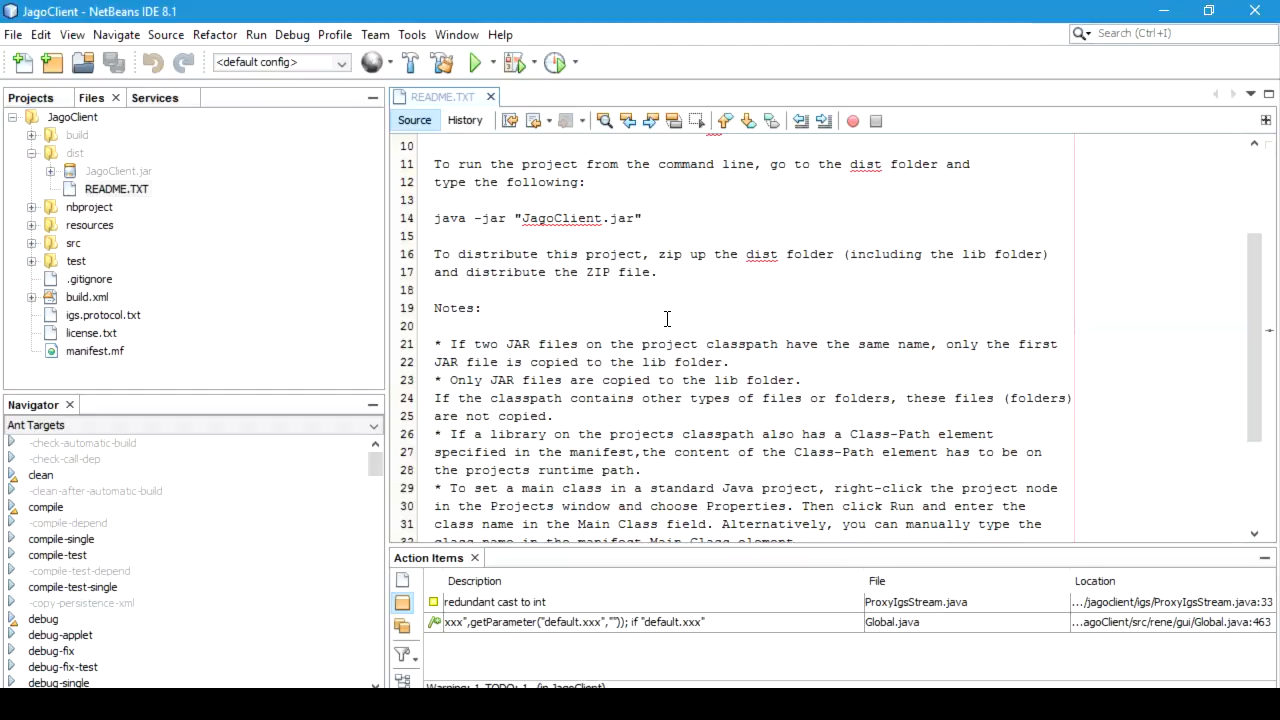 JagoClient - NetBeans IDE 8.1
File Edit View Navigate Source Refactor Run Debug Profile Team Tools Window Help
Search (Ctrl+I)
<default config>
Projects Files Services
JagoClient
build
dist
JagoClient.jar
README.TXT
nbproject
resources
src
test
.gitignore
build.xml
igs.protocol.txt
license.txt
manifest.mf
Navigator
Ant Targets
-check-automatic-build
-check-call-dep
clean
-clean-after-automatic-build
compile
-compile-depend
compile-single
compile-test
-compile-test-depend
compile-test-single
-copy-persistence-xml
debug
debug-applet
debug-fix
debug-fix-test
debug-single
README.TXT
Source History
10
11 To run the project from the command line, go to the dist folder and
12 type the following:
13
14 java -jar "JagoClient.jar"
15
16 To distribute this project, zip up the dist folder (including the lib folder)
17 and distribute the ZIP file.
18
19 Notes:
20
21 * If two JAR files on the project classpath have the same name, only the first
22 JAR file is copied to the lib folder.
23 * Only JAR files are copied to the lib folder.
24 If the classpath contains other types of files or folders, these files (folders)
25 are not copied.
26 * If a library on the projects classpath also has a Class-Path element
27 specified in the manifest,the content of the Class-Path element has to be on
28 the projects runtime path.
29 * To set a main class in a standard Java project, right-click the project node
30 in the Projects window and choose Properties. Then click Run and enter the
31 class name in the Main Class field. Alternatively, you can manually type the
32 class name in the manifest Main-Class element.
Action Items
Description File Location
redundant cast to int ProxyIgsStream.java .../jagoclient/igs/ProxyIgsStream.java:33
xxx",getParameter("default.xxx","")); if "default.xxx" Global.java ...agoClient/src/rene/gui/Global.java:463
Warning: 1 TODO: 1 (in JagoClient)